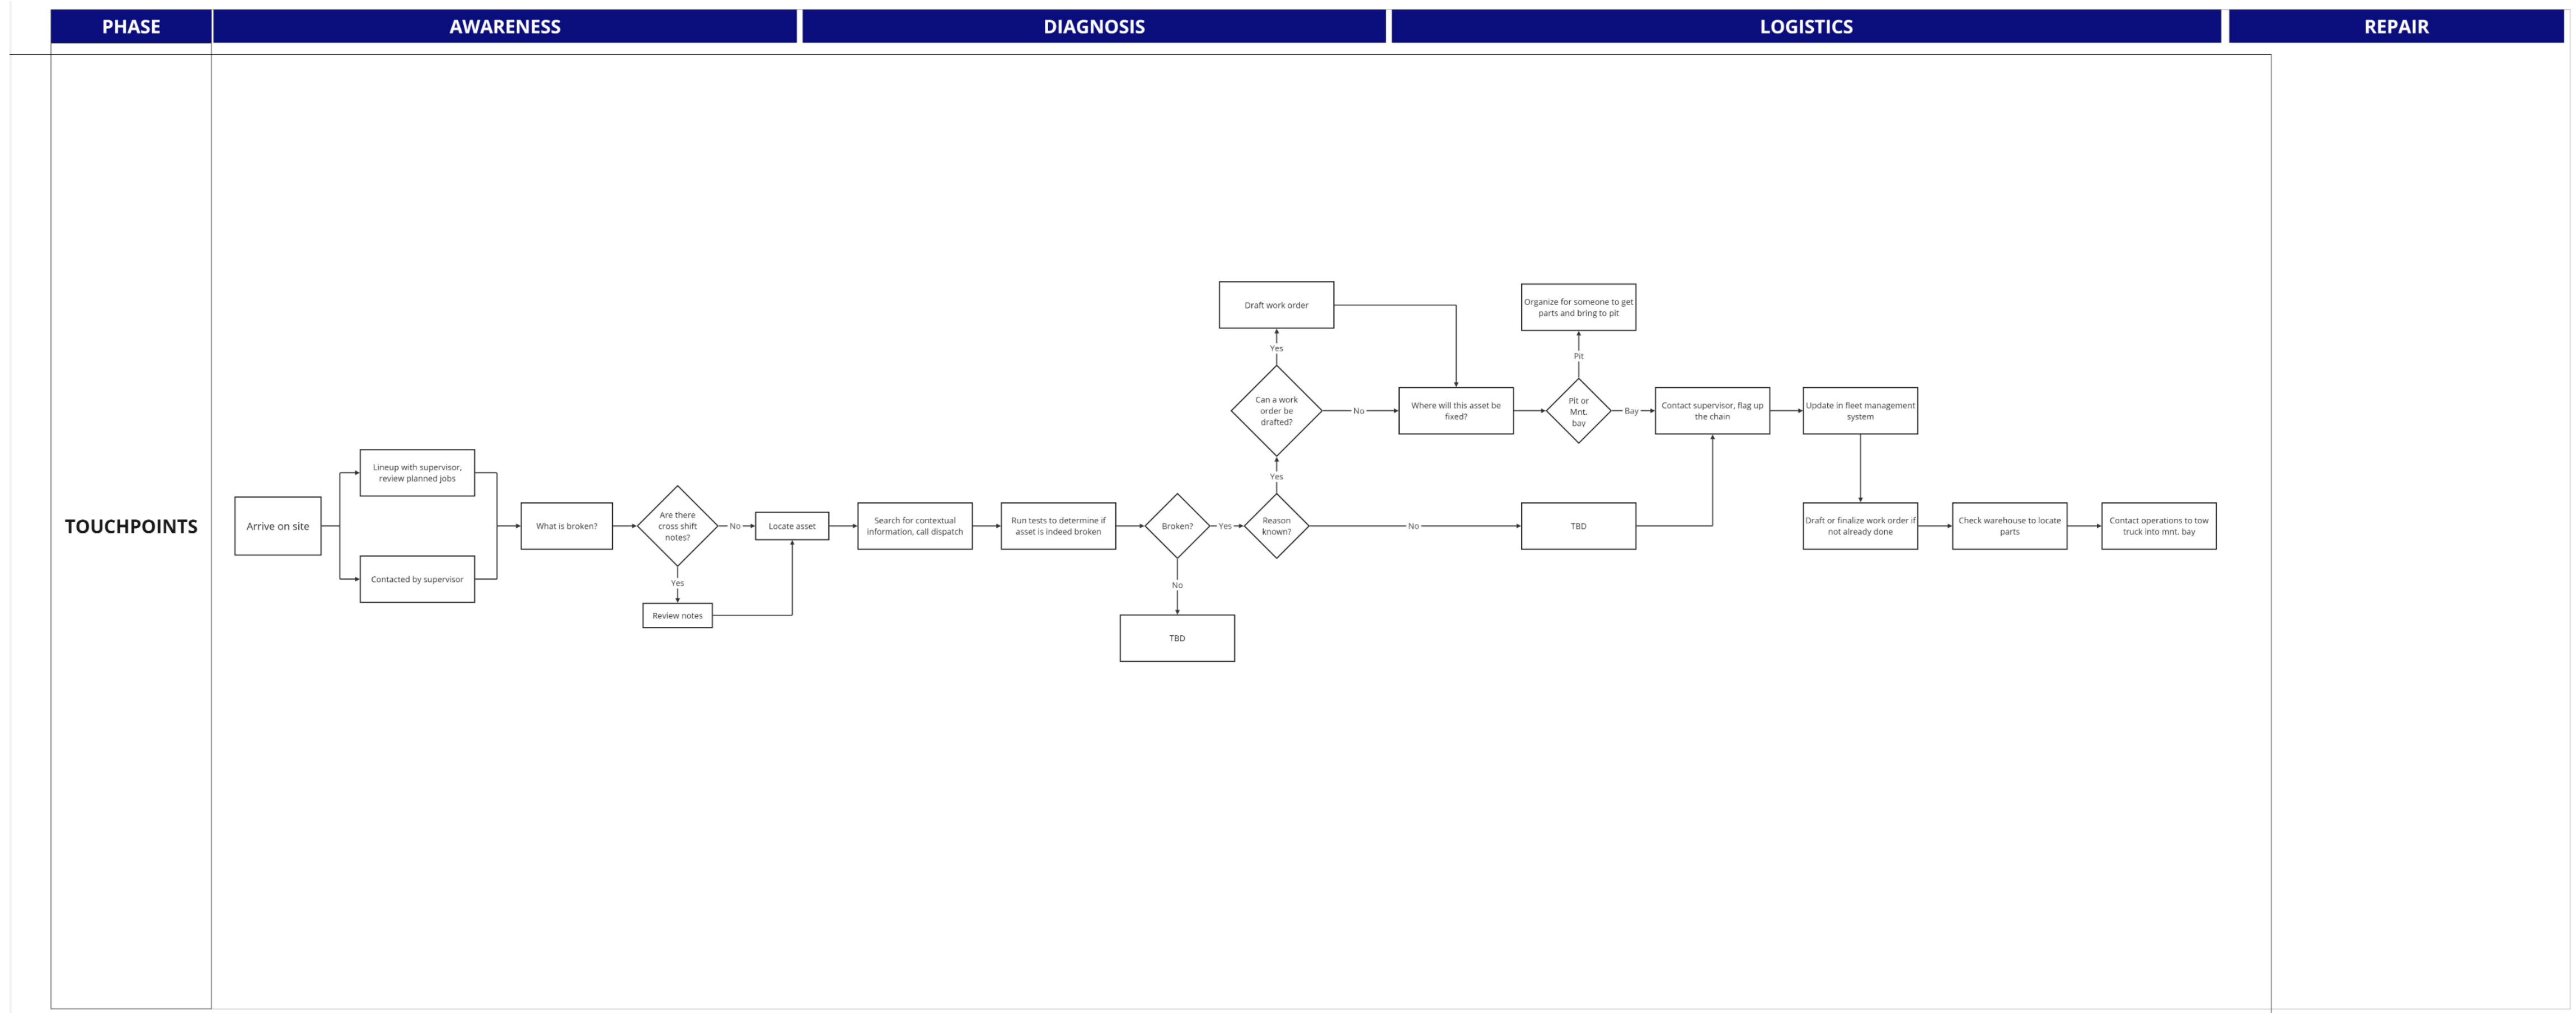 PHASE
AWARENESS
DIAGNOSIS
LOGISTICS
REPAIR
TOUCHPOINTS
Arrive on site
Lineup with supervisor,
review planned jobs
Contacted by supervisor
What is broken?
Are there
cross shift
notes?
No
Yes
Review notes
Locate asset
Search for contextual
information, call dispatch
Run tests to determine if
asset is indeed broken
Broken?
No
TBD
Yes
Reason
known?
Yes
Can a work
order be
drafted?
Yes
Draft work order
No
Where will this asset be
fixed?
Pit or
Mnt.
bay
Pit
Organize for someone to get
parts and bring to pit
Bay
Contact supervisor, flag up
the chain
Update in fleet management
system
No
TBD
Draft or finalize work order if
not already done
Check warehouse to locate
parts
Contact operations to tow
truck into mnt. bay